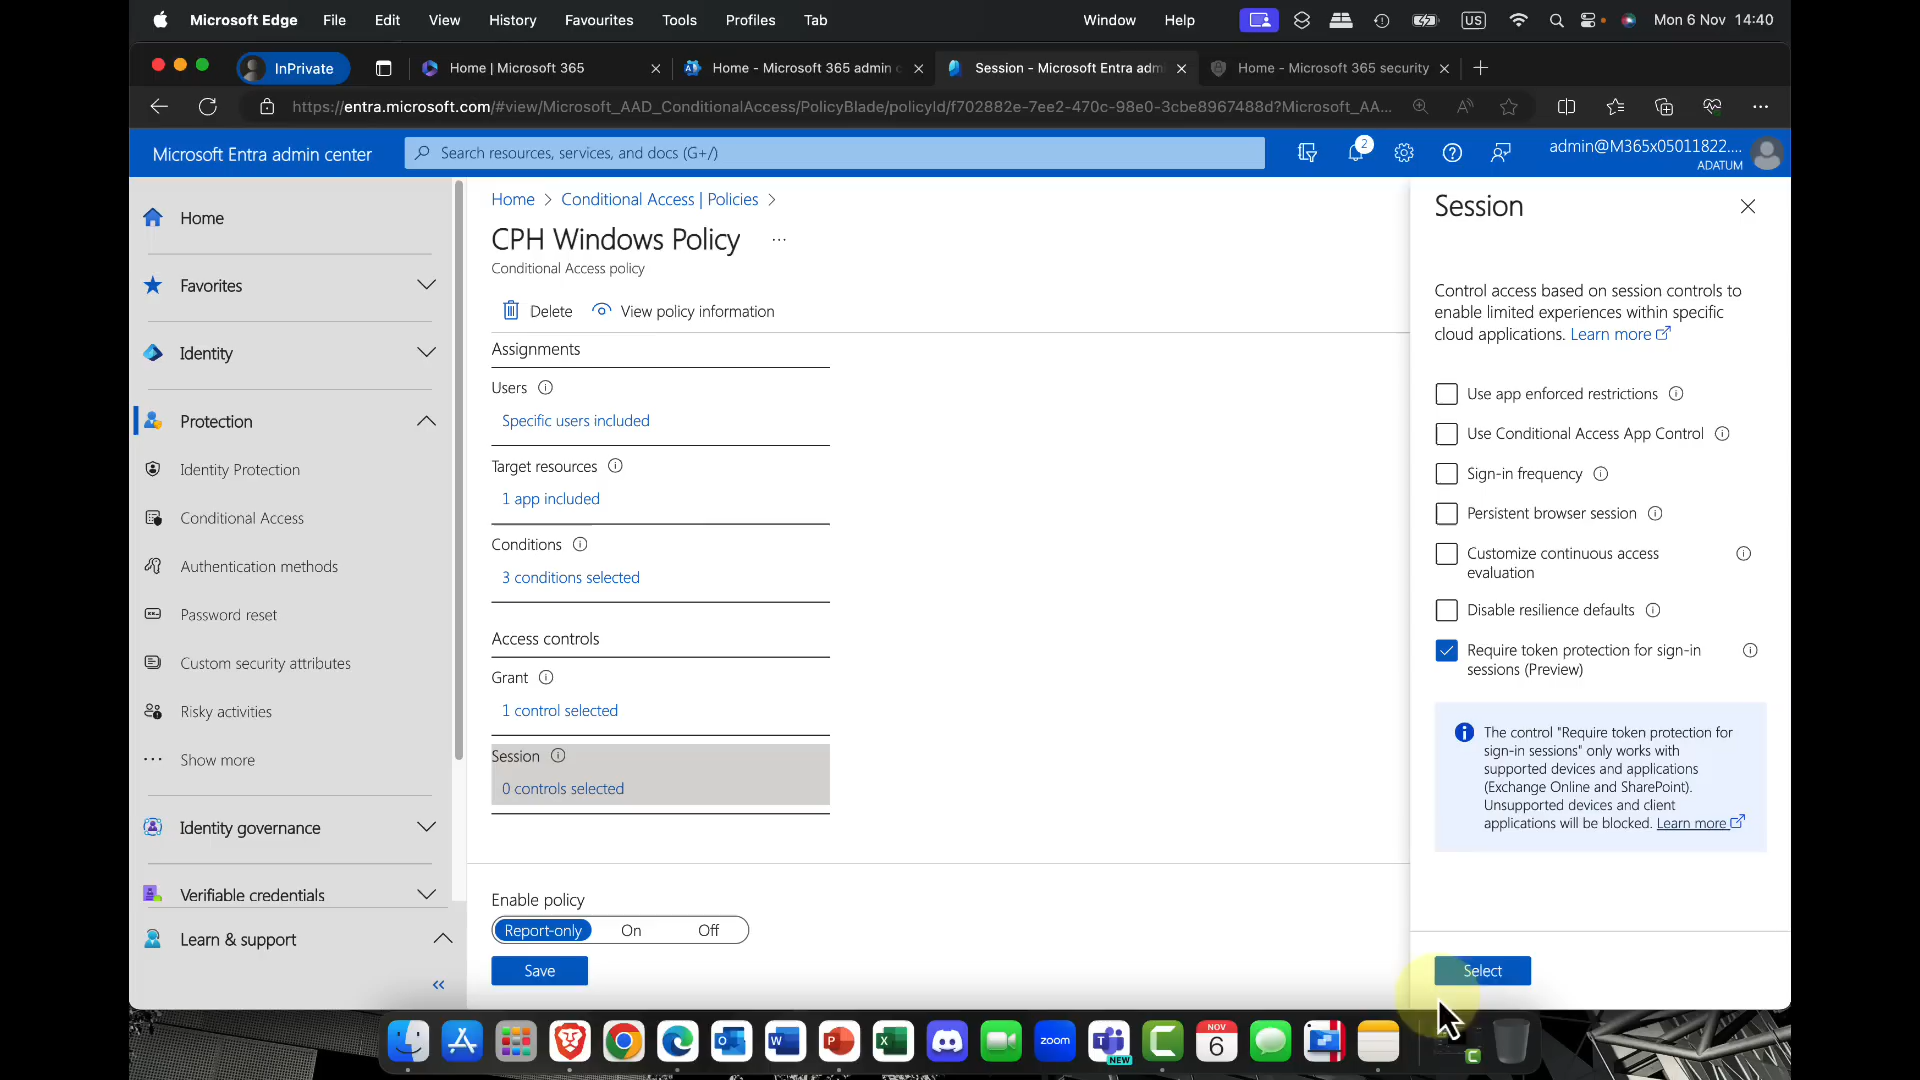 Microsoft Edge File Edit View History Favourites Tools Profiles Tab Window Help US Mon 6 Nov 14:40
InPrivate Home | Microsoft 365 Home - Microsoft 365 admin c Session - Microsoft Entra adm Home - Microsoft 365 security
https://entra.microsoft.com/#view/Microsoft_AAD_ConditionalAccess/PolicyBlade/policyId/f702882e-7ee2-470c-98e0-3cbe8967488d?Microsoft_AA...
Microsoft Entra admin center
Search resources, services, and docs (G+/)
2
admin@M365x05011822....
ADATUM
Home
Favorites
Identity
Protection
Identity Protection
Conditional Access
Authentication methods
Password reset
Custom security attributes
Risky activities
Show more
Identity governance
Verifiable credentials
Learn & support
Home > Conditional Access | Policies >
CPH Windows Policy ...
Conditional Access policy
Delete View policy information
Assignments
Users
Specific users included
Target resources
1 app included
Conditions
3 conditions selected
Access controls
Grant
1 control selected
Session
0 controls selected
Enable policy
Report-only On Off
Save
Session
Control access based on session controls to
enable limited experiences within specific
cloud applications. Learn more
Use app enforced restrictions
Use Conditional Access App Control
Sign-in frequency
Persistent browser session
Customize continuous access
evaluation
Disable resilience defaults
Require token protection for sign-in
sessions (Preview)
The control "Require token protection for
sign-in sessions" only works with
supported devices and applications
(Exchange Online and SharePoint).
Unsupported devices and client
applications will be blocked. Learn more
Select
zoom
NEW
NOV
6